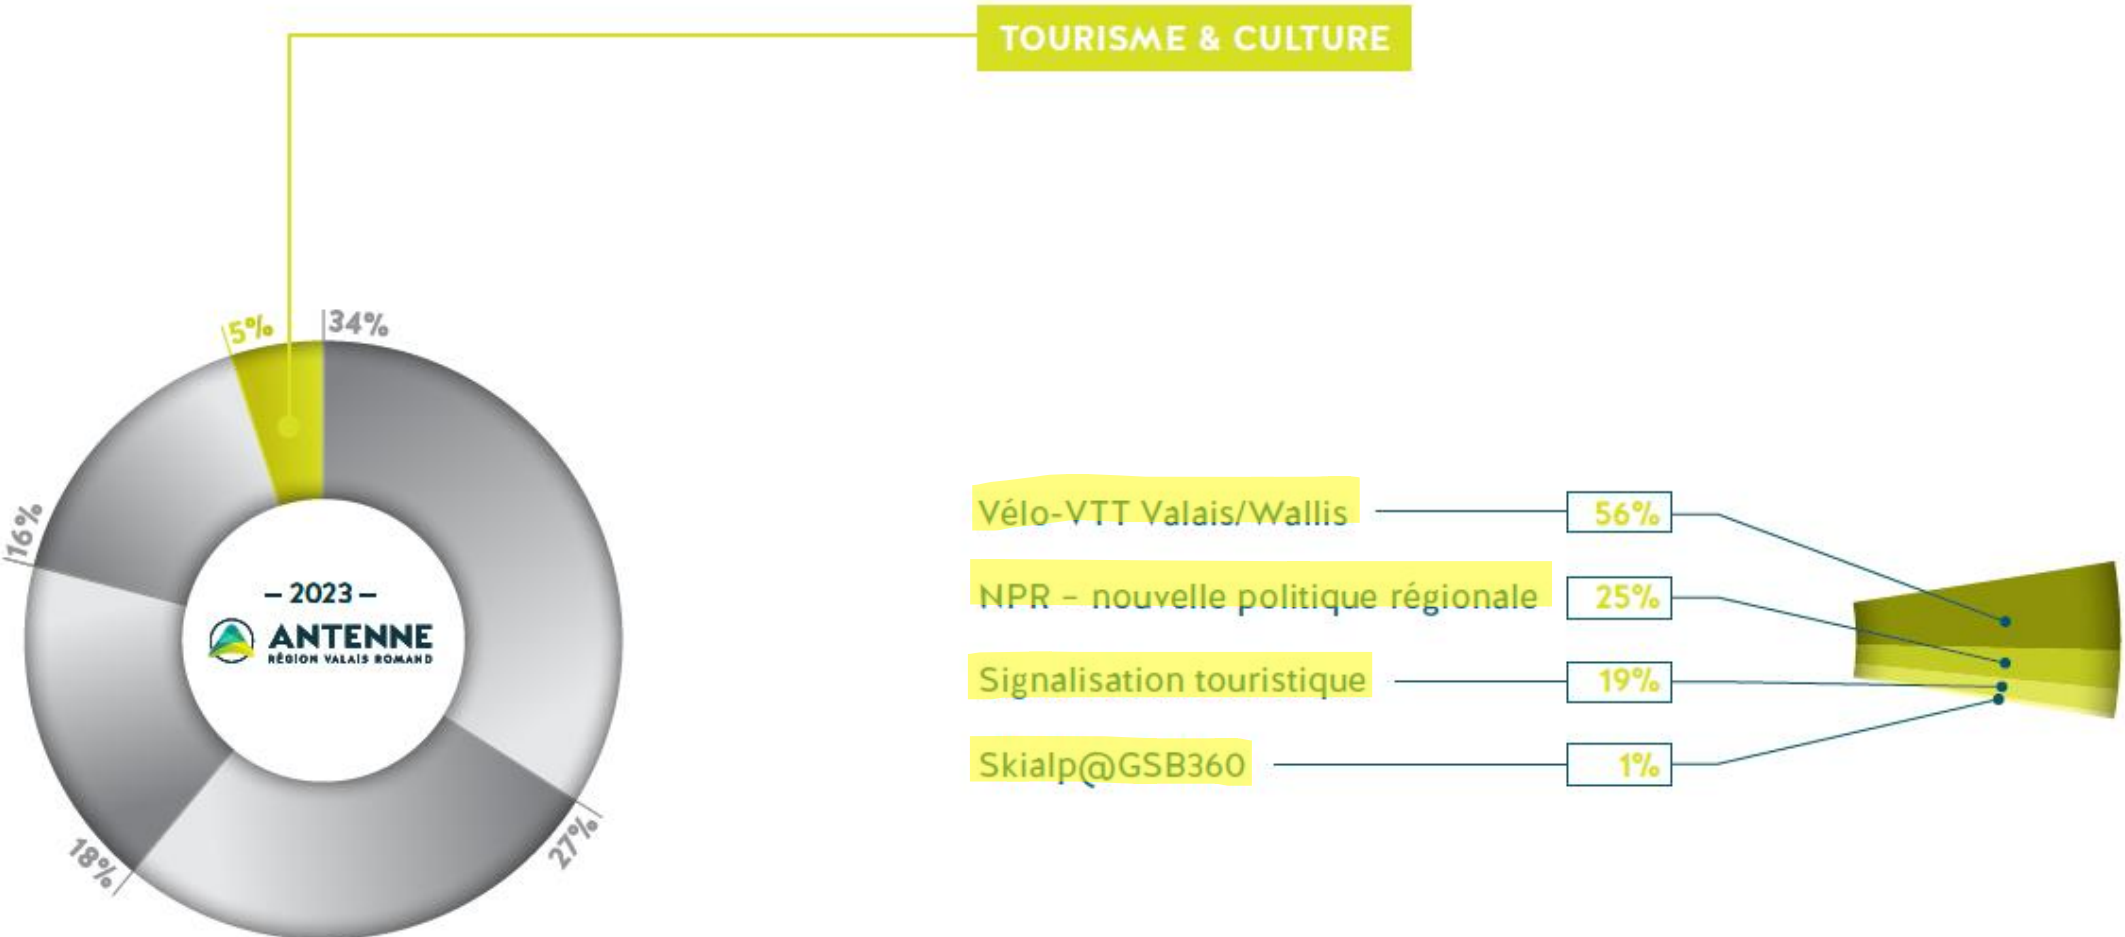 TOURISME & CULTURE
5%
34%
16%
18%
27%
– 2023 –
ANTENNE
RÉGION VALAIS ROMAND
Vélo-VTT Valais/Wallis 56%
NPR – nouvelle politique régionale 25%
Signalisation touristique 19%
Skialp@GSB360 1%